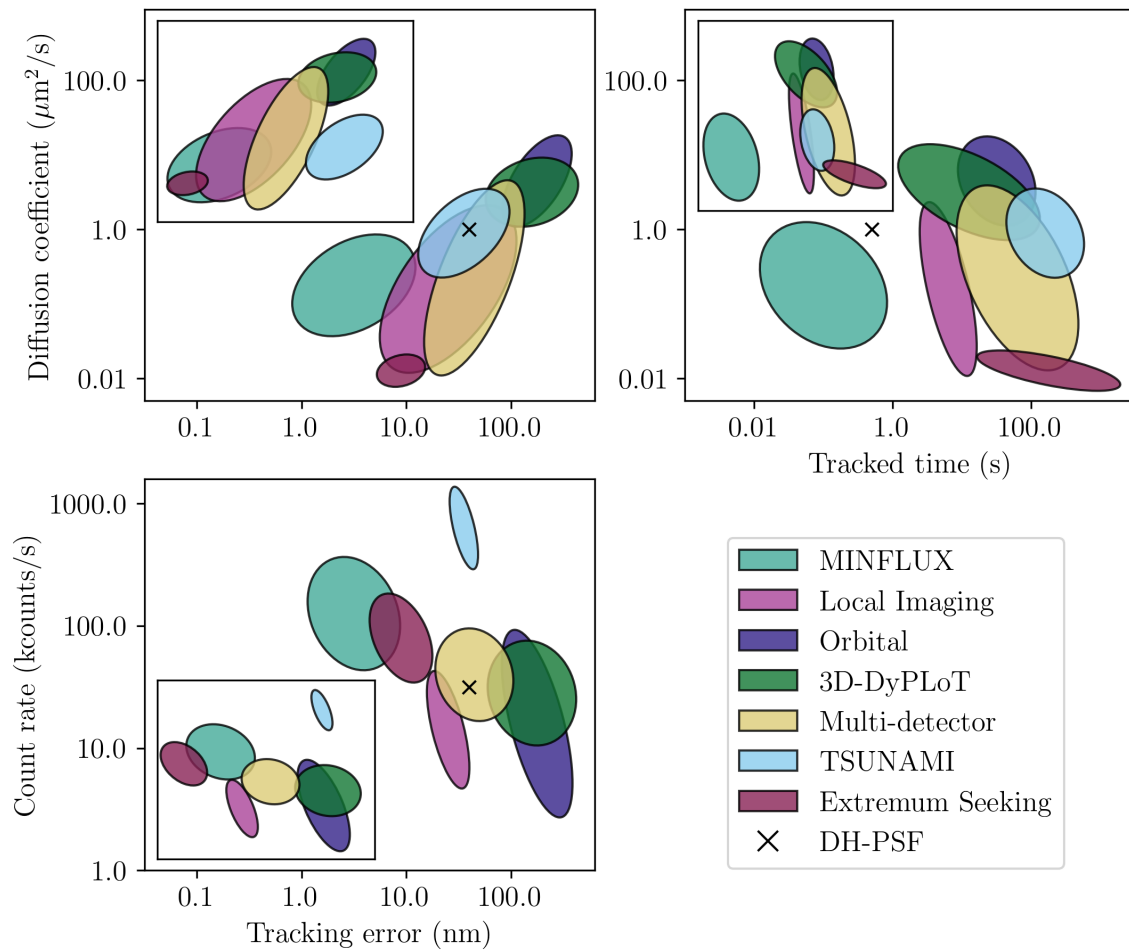 Diffusion coefficient (μm²/s)
100.0
1.0
0.01
0.1
1.0
10.0
100.0
100.0
1.0
0.01
0.01
1.0
100.0
Tracked time (s)
Count rate (kcounts/s)
1000.0
100.0
10.0
1.0
0.1
1.0
10.0
100.0
Tracking error (nm)
MINFLUX
Local Imaging
Orbital
3D-DyPLoT
Multi-detector
TSUNAMI
Extremum Seeking
DH-PSF